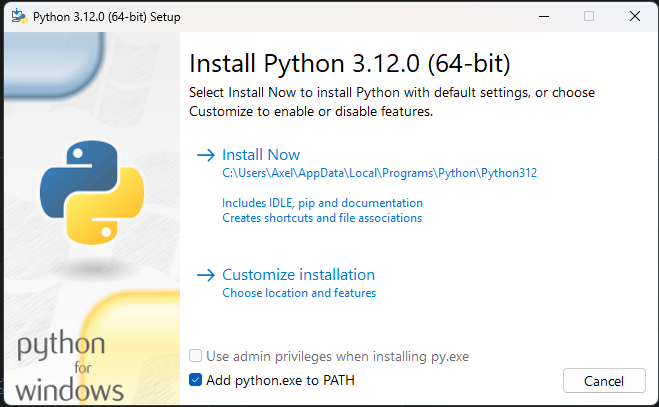 Python 3.12.0 (64-bit) Setup
Install Python 3.12.0 (64-bit)
Select Install Now to install Python with default settings, or choose
Customize to enable or disable features.
Install Now
C:\Users\Axel\AppData\Local\Programs\Python\Python312
Includes IDLE, pip and documentation
Creates shortcuts and file associations
Customize installation
Choose location and features
Use admin privileges when installing py.exe
Add python.exe to PATH
Cancel
python
for
windows